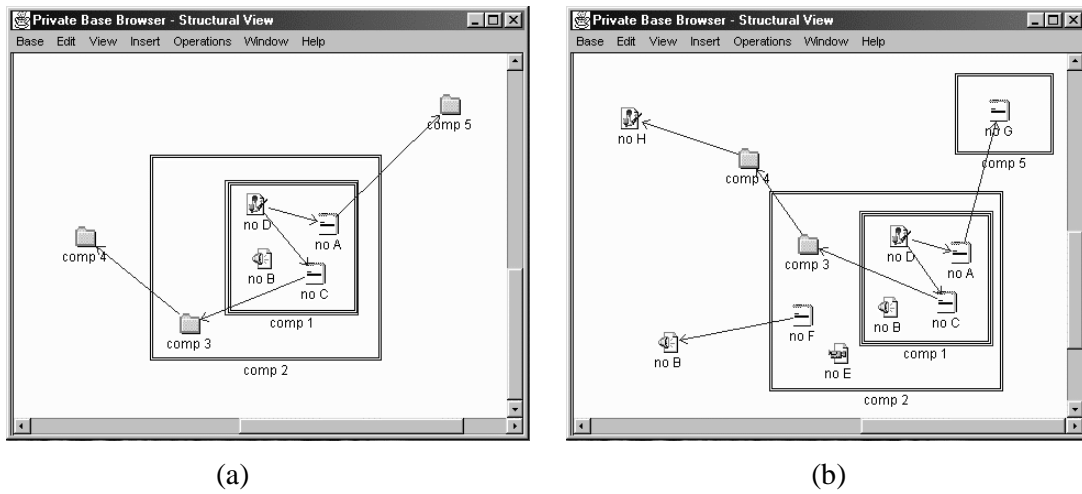 Private Base Browser - Structural View
Base Edit View Insert Operations Window Help
comp 5
no D
no A
comp 4
no B
no C
comp 1
comp 3
comp 2
(a)
Private Base Browser - Structural View
Base Edit View Insert Operations Window Help
no H
no G
comp 5
comp 4
no D
comp 3
no A
no B
no C
no F
no B
comp 1
no E
comp 2
(b)